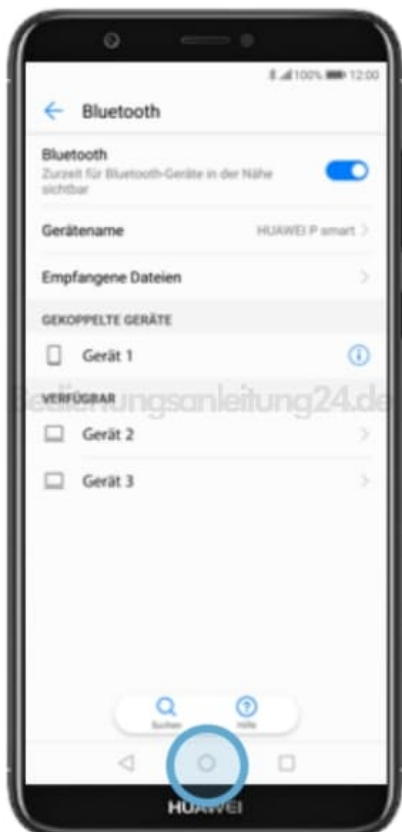 100% 12:00
Bluetooth
Bluetooth
Zurzeit für Bluetooth-Geräte in der Nähe
sichtbar
Gerätename HUAWEI P smart
Empfangene Dateien
GEKOPPELTE GERÄTE
Gerät 1
Bedienungsanleitung24.de
VERFÜGBAR
Gerät 2
Gerät 3
Suchen Hilfe
HUAWEI